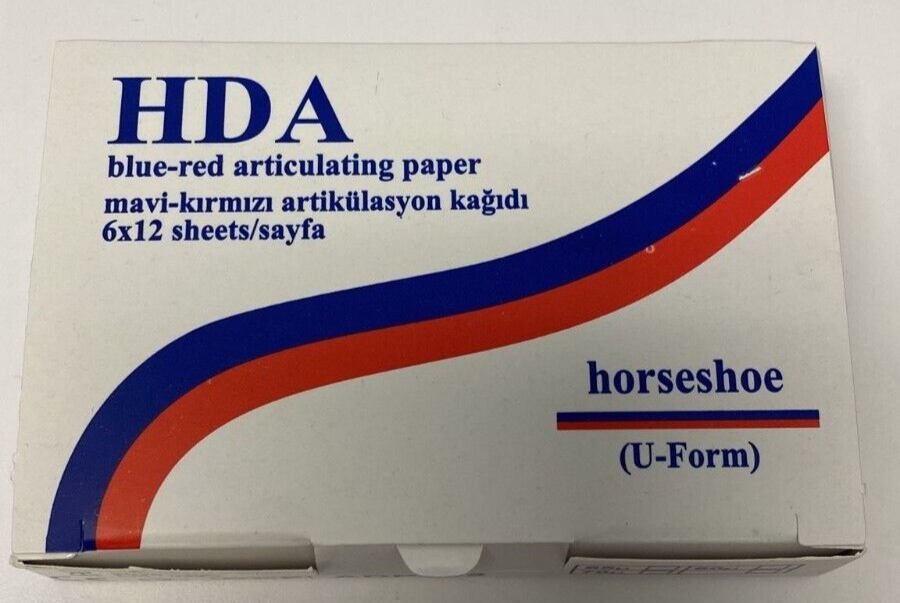 HDA
blue-red articulating paper
mavi-kırmızı artikülasyon kağıdı
6x12 sheets/sayfa
horseshoe
(U-Form)